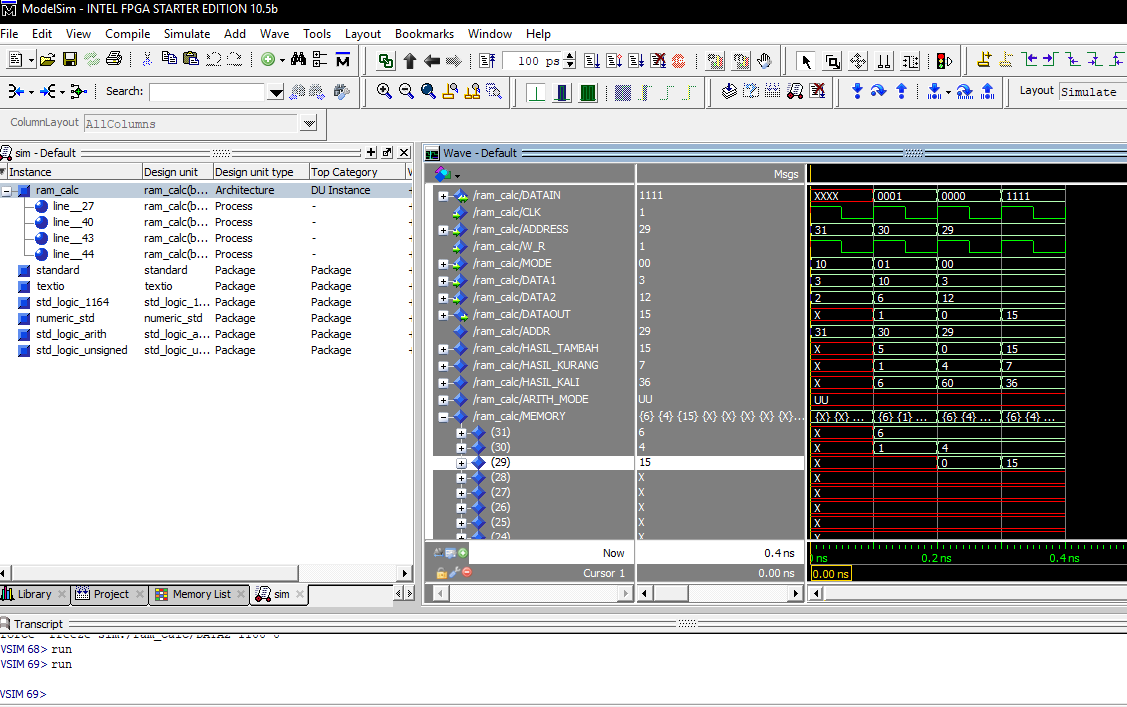 ModelSim - INTEL FPGA STARTER EDITION 10.5b
File Edit View Compile Simulate Add Wave Tools Layout Bookmarks Window Help
100 ps
Search:
Layout Simulate
ColumnLayout AllColumns
sim - Default
Instance Design unit Design unit type Top Category
ram_calc ram_calc(b... Architecture DU Instance
line__27 ram_calc(b... Process -
line__40 ram_calc(b... Process -
line__43 ram_calc(b... Process -
line__44 ram_calc(b... Process -
standard standard Package Package
textio textio Package Package
std_logic_1164 std_logic_1... Package Package
numeric_std numeric_std Package Package
std_logic_arith std_logic_a... Package Package
std_logic_unsigned std_logic_u... Package Package
Library Project Memory List sim
Wave - Default
Msgs
/ram_calc/DATAIN 1111 XXXX 0001 0000 1111
/ram_calc/CLK 1
/ram_calc/ADDRESS 29 31 30 29
/ram_calc/W_R 1
/ram_calc/MODE 00 10 01 00
/ram_calc/DATA1 3 3 10 3
/ram_calc/DATA2 12 2 6 12
/ram_calc/DATAOUT 15 X 1 0 15
/ram_calc/ADDR 29 31 30 29
/ram_calc/HASIL_TAMBAH 15 X 5 0 15
/ram_calc/HASIL_KURANG 7 X 1 4 7
/ram_calc/HASIL_KALI 36 X 6 60 36
/ram_calc/ARITH_MODE UU UU
/ram_calc/MEMORY {6} {4} {15} {X} {X} {X} {X} {X}... {X} {X} ... {6} {1} ... {6} {4} ... {6} {4} ...
(31) 6 X 6
(30) 4 X 1 4
(29) 15 X 0 15
(28) X X
(27) X X
(26) X X
(25) X X
(24) X X
Now 0.4 ns ns 0.2 ns 0.4 ns
Cursor 1 0.00 ns 0.00 ns
Transcript
VSIM 68> run
VSIM 69> run
VSIM 69>